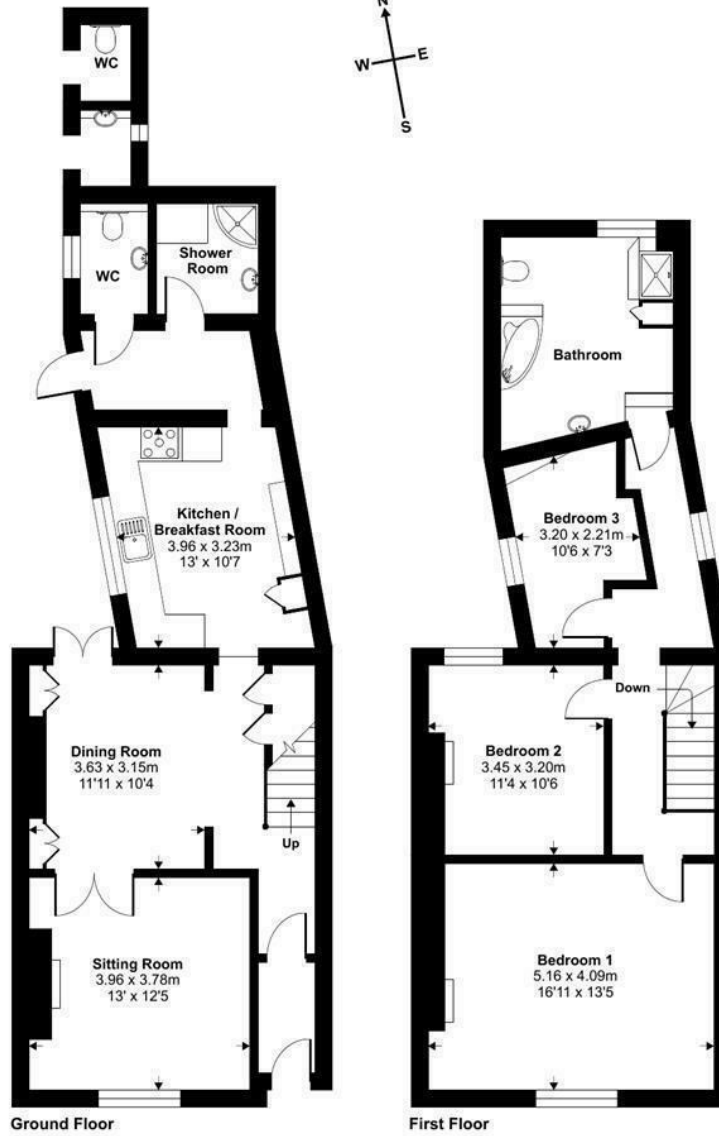 N
W
E
S
WC
WC
Shower
Room
Kitchen /
Breakfast Room
3.96 x 3.23m
13' x 10'7
Dining Room
3.63 x 3.15m
11'11 x 10'4
Up
Sitting Room
3.96 x 3.78m
13' x 12'5
Ground Floor
Bathroom
Bedroom 3
3.20 x 2.21m
10'6 x 7'3
Down
Bedroom 2
3.45 x 3.20m
11'4 x 10'6
Bedroom 1
5.16 x 4.09m
16'11 x 13'5
First Floor